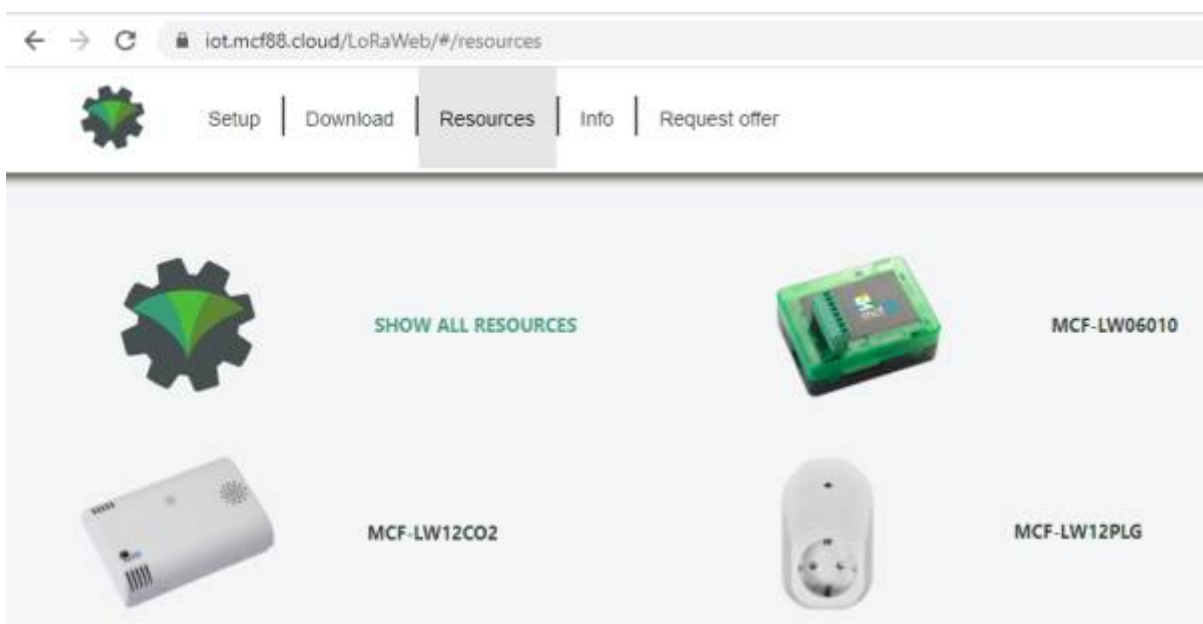 iot.mcf88.cloud/LoRaWeb/#/resources
Setup Download Resources Info Request offer
SHOW ALL RESOURCES
MCF-LW06010
MCF-LW12CO2
MCF-LW12PLG